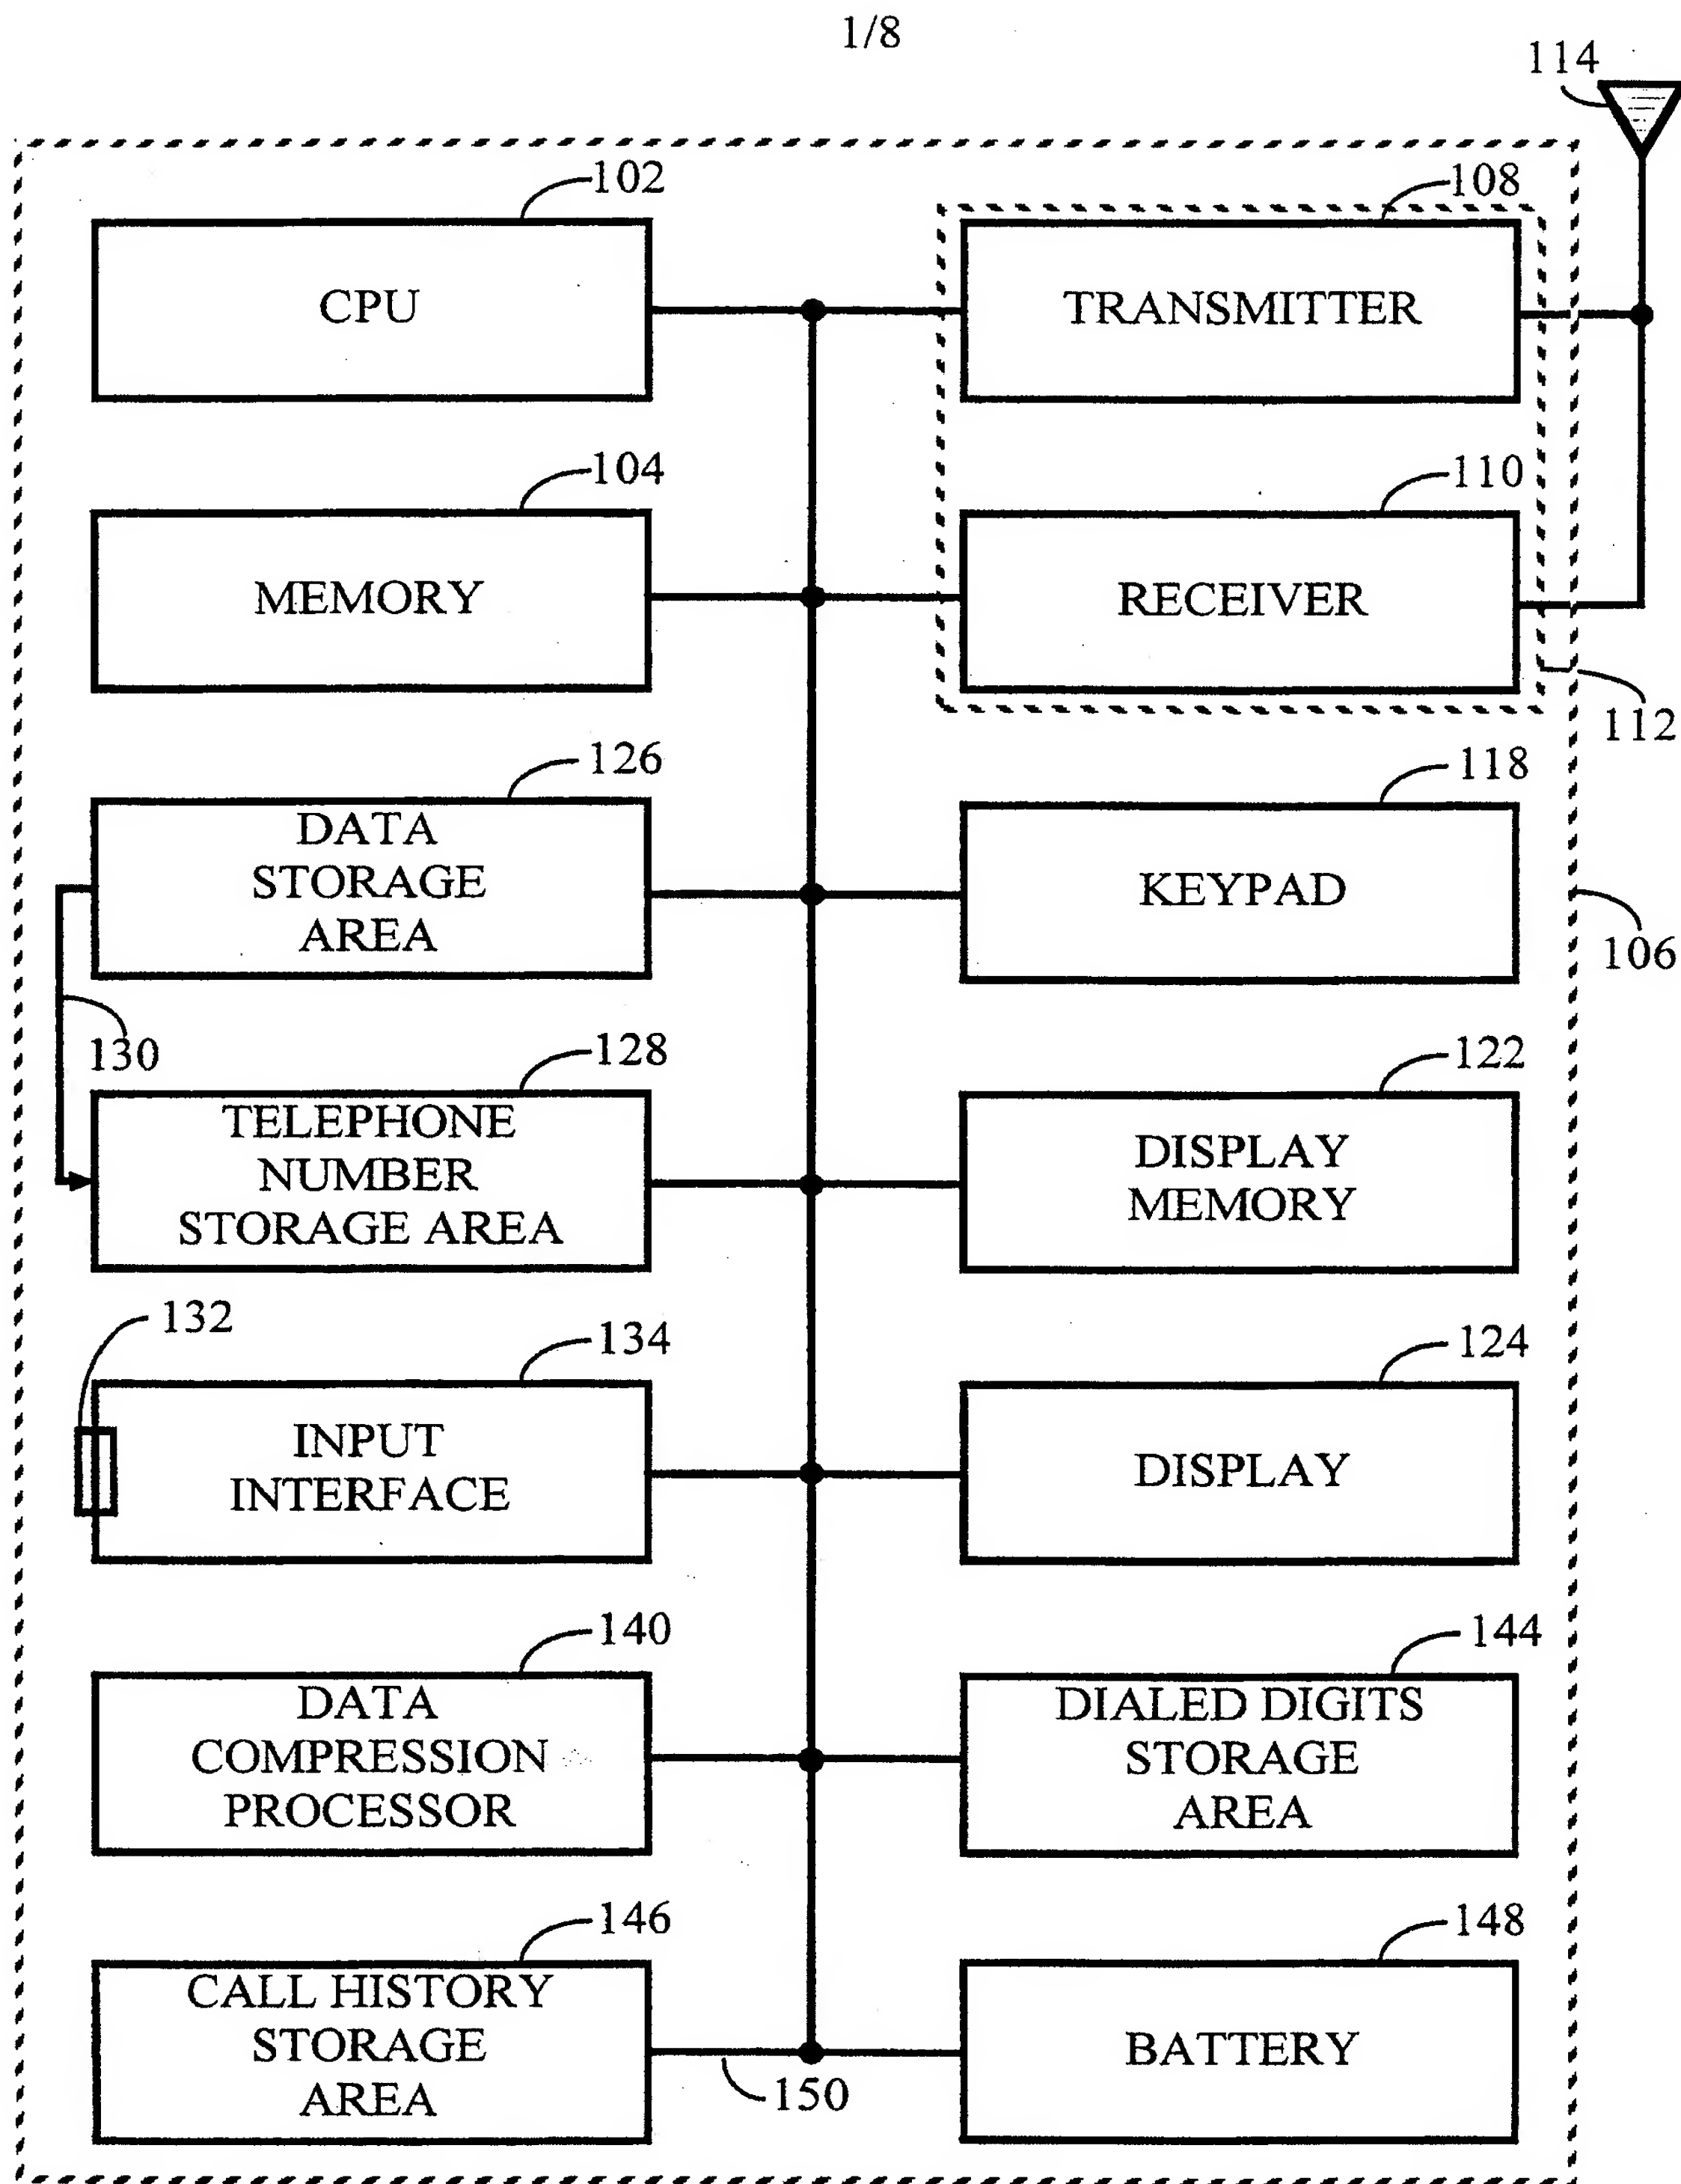 1/8
114
102
CPU
108
TRANSMITTER
104
MEMORY
110
RECEIVER
112
126
DATA
STORAGE
AREA
118
KEYPAD
106
130
128
TELEPHONE
NUMBER
STORAGE AREA
122
DISPLAY
MEMORY
132
134
INPUT
INTERFACE
124
DISPLAY
140
DATA
COMPRESSION
PROCESSOR
144
DIALED DIGITS
STORAGE
AREA
146
CALL HISTORY
STORAGE
AREA
150
148
BATTERY